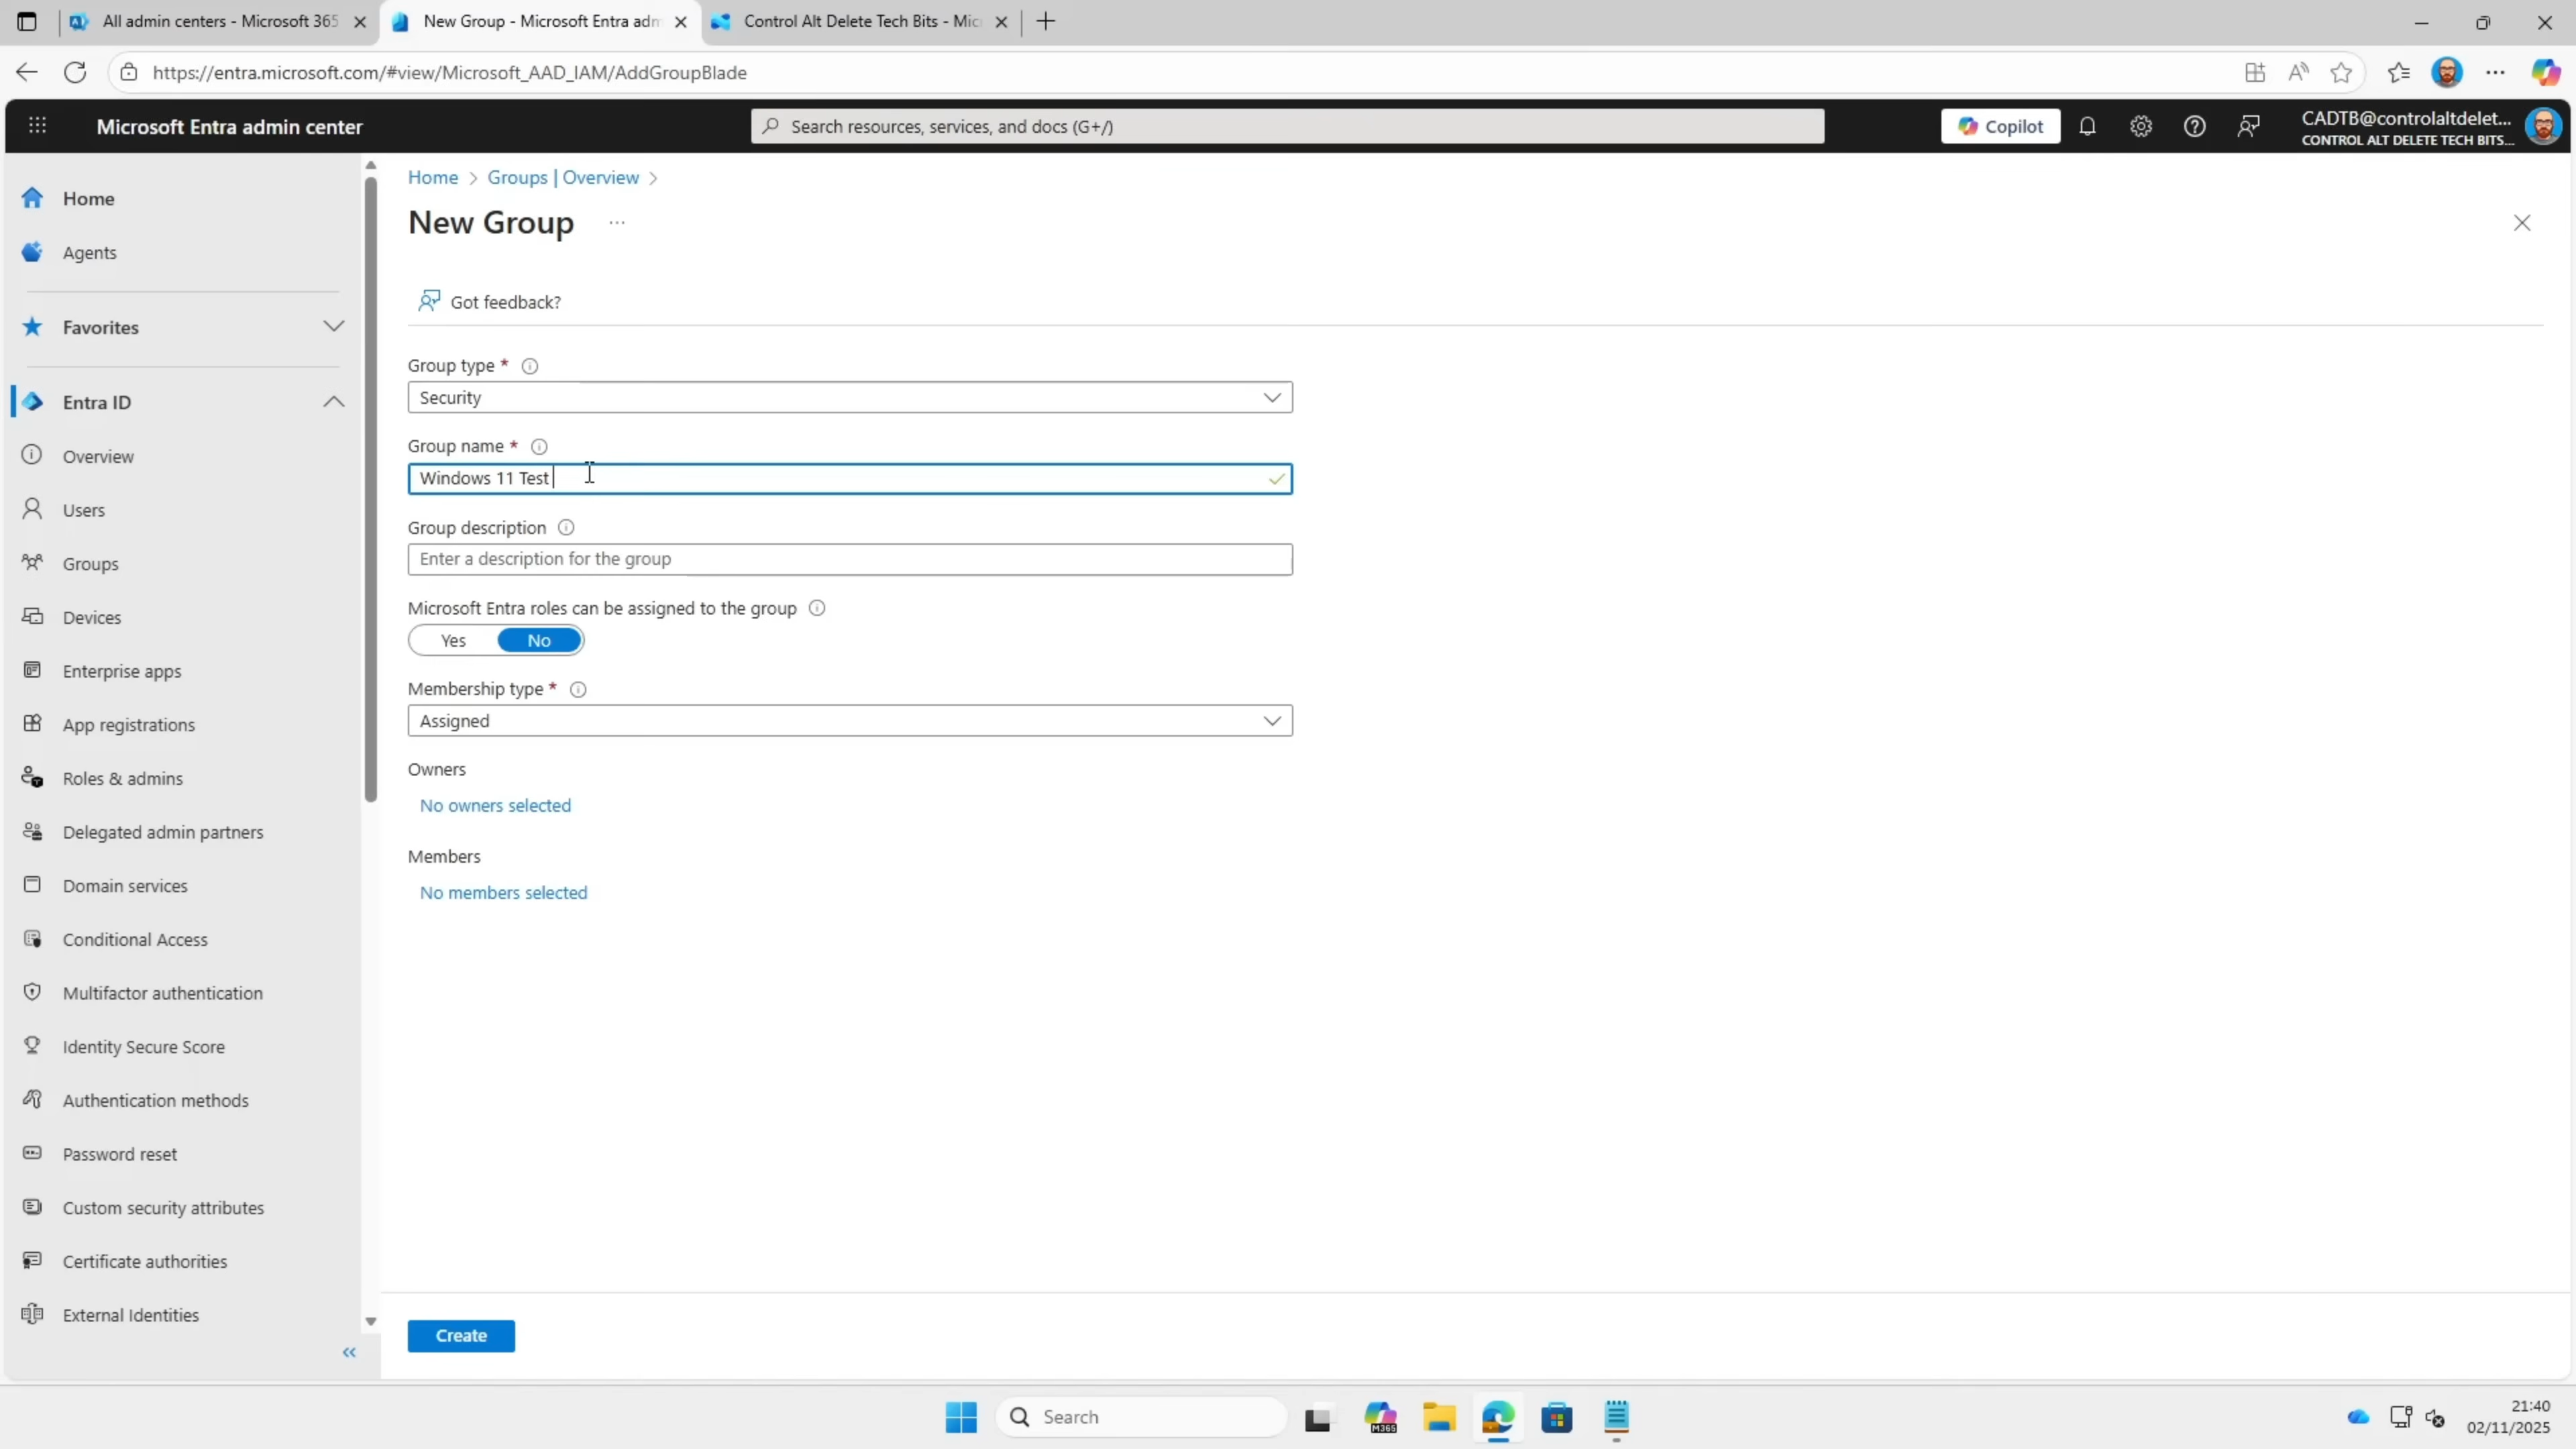 All admin centers - Microsoft 365
New Group - Microsoft Entra adm
Control Alt Delete Tech Bits - Mic
https://entra.microsoft.com/#view/Microsoft_AAD_IAM/AddGroupBlade
Microsoft Entra admin center
Search resources, services, and docs (G+/)
Copilot
CADTB@controlaltdelet...
CONTROL ALT DELETE TECH BITS...
Home
Agents
Favorites
Entra ID
Overview
Users
Groups
Devices
Enterprise apps
App registrations
Roles & admins
Delegated admin partners
Domain services
Conditional Access
Multifactor authentication
Identity Secure Score
Authentication methods
Password reset
Custom security attributes
Certificate authorities
External Identities
Home > Groups | Overview >
New Group ...
Got feedback?
Group type *
Security
Group name *
Windows 11 Test
Group description
Enter a description for the group
Microsoft Entra roles can be assigned to the group
Yes No
Membership type *
Assigned
Owners
No owners selected
Members
No members selected
Create
Search
M365
21:40
02/11/2025